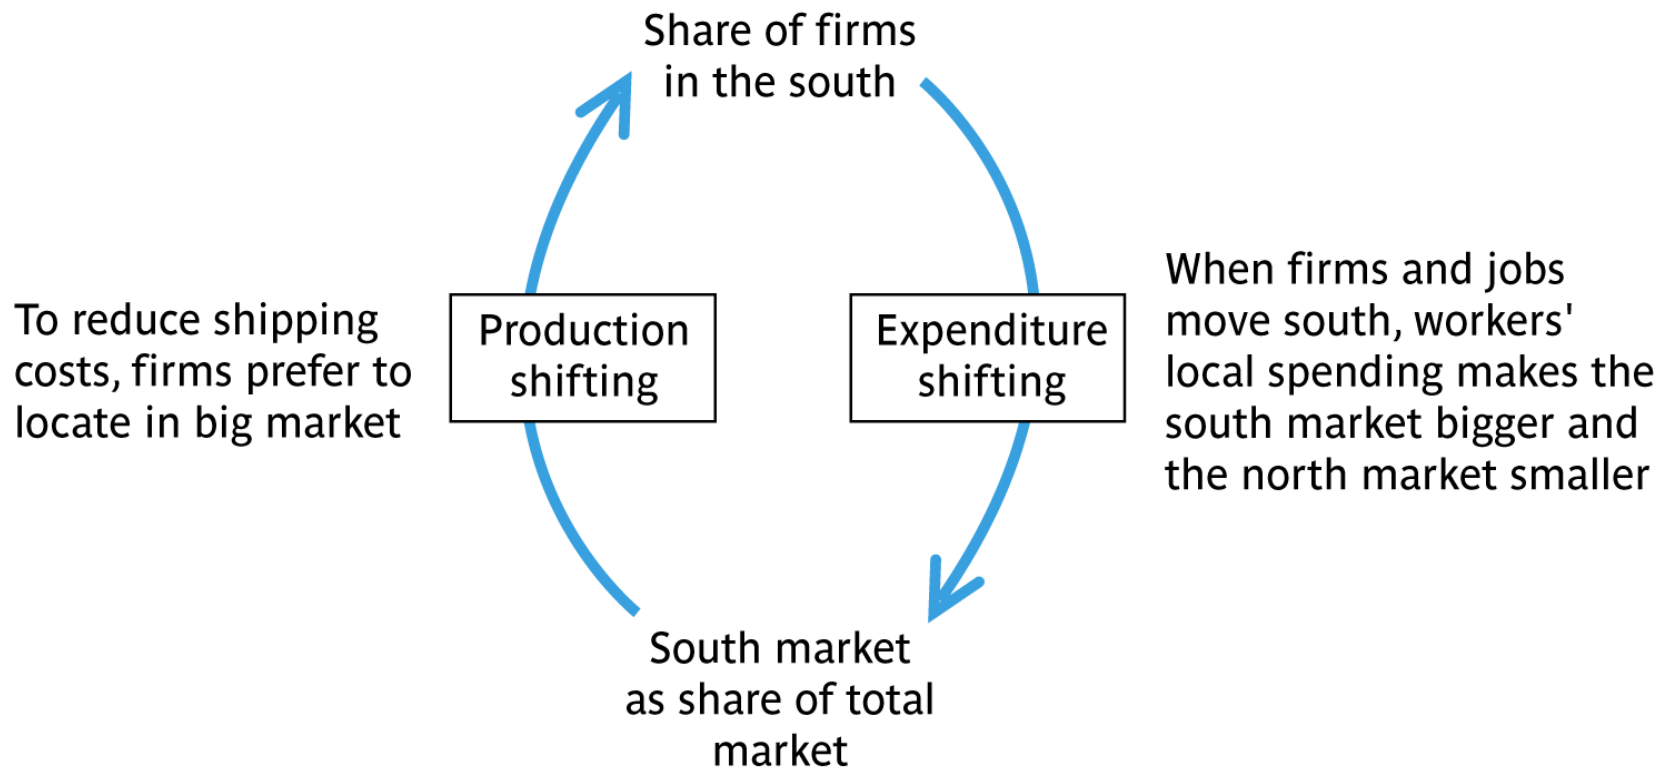 Share of firms
in the south
To reduce shipping
costs, firms prefer to
locate in big market
Production
shifting
Expenditure
shifting
When firms and jobs
move south, workers'
local spending makes the
south market bigger and
the north market smaller
South market
as share of total
market